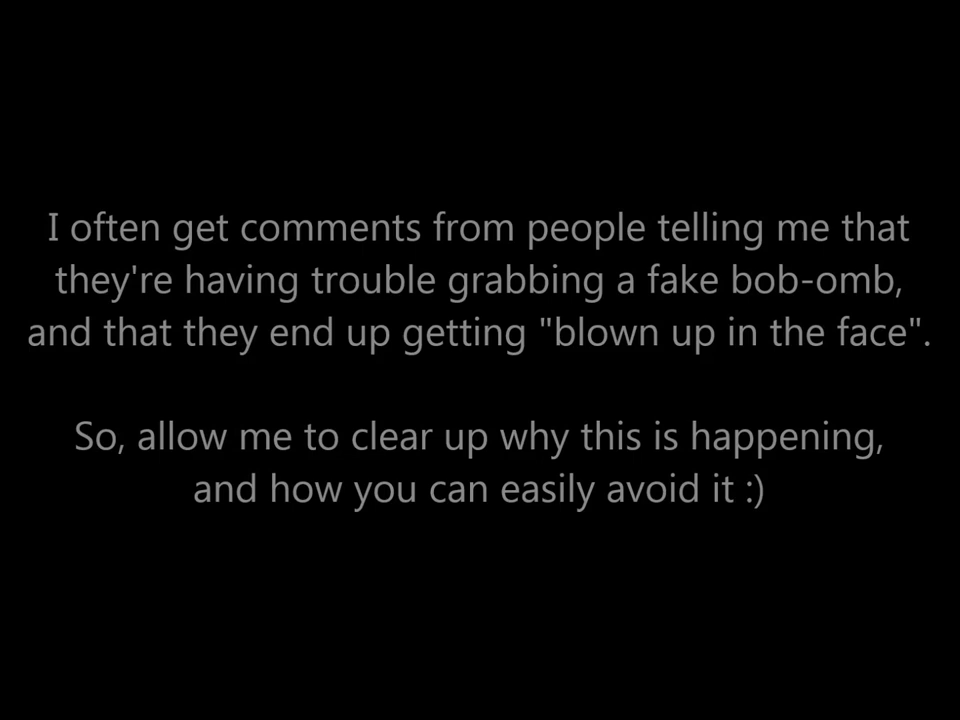 I often get comments from people telling me that
they're having trouble grabbing a fake bob-omb,
and that they end up getting "blown up in the face".
So, allow me to clear up why this is happening,
and how you can easily avoid it :)